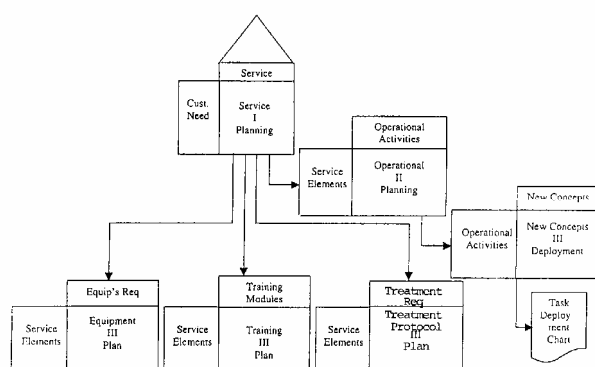 Service
Cust.
Need
Service
I
Planning
Operational
Activities
Service
Elements
Operational
II
Planning
New Concepts
Operational
Activities
New Concepts
III
Deployment
Equip's Req
Service
Elements
Equipment
III
Plan
Training
Modules
Service
Elements
Training
III
Plan
Treatment
Req
Service
Elements
Treatment
Protocol
III
Plan
Task
Deploy
ment
Chart